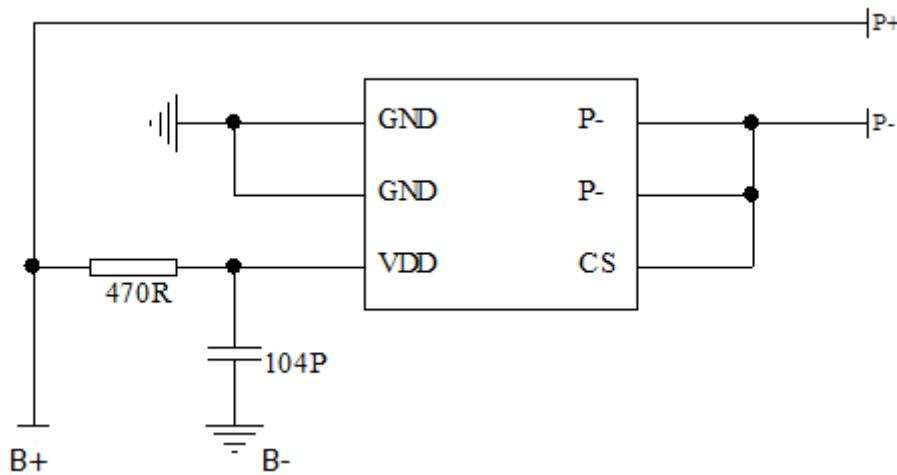 P+
GND P- P-
GND P-
VDD CS
470R
104P
B+ B-